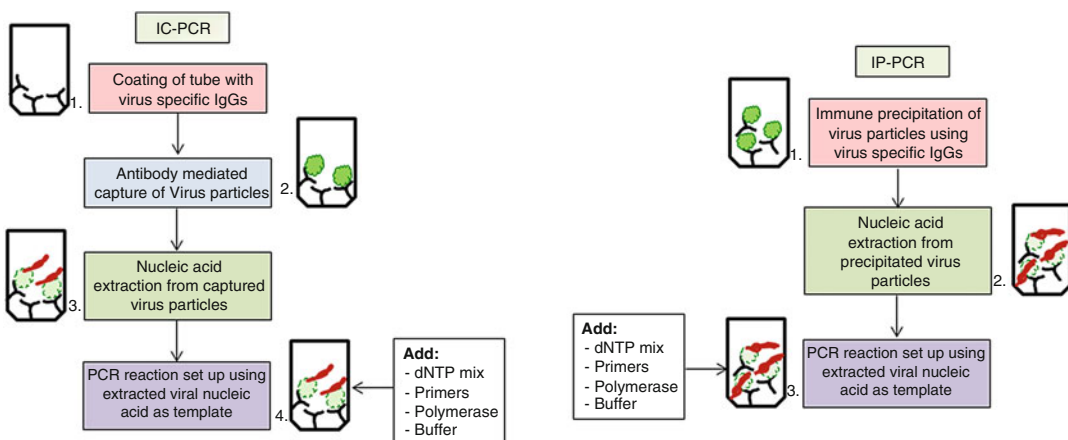 IC-PCR
1.
Coating of tube with
virus specific IgGs
Antibody mediated
capture of Virus particles
2.
Nucleic acid
extraction from captured
virus particles
3.
PCR reaction set up using
extracted viral nucleic
acid as template
4.
Add:
- dNTP mix
- Primers
- Polymerase
- Buffer
IP-PCR
Immune precipitation of
virus particles using
virus specific IgGs
1.
Nucleic acid
extraction from
precipitated virus
particles
2.
Add:
- dNTP mix
- Primers
- Polymerase
- Buffer
3.
PCR reaction set up using
extracted viral nucleic
acid as template